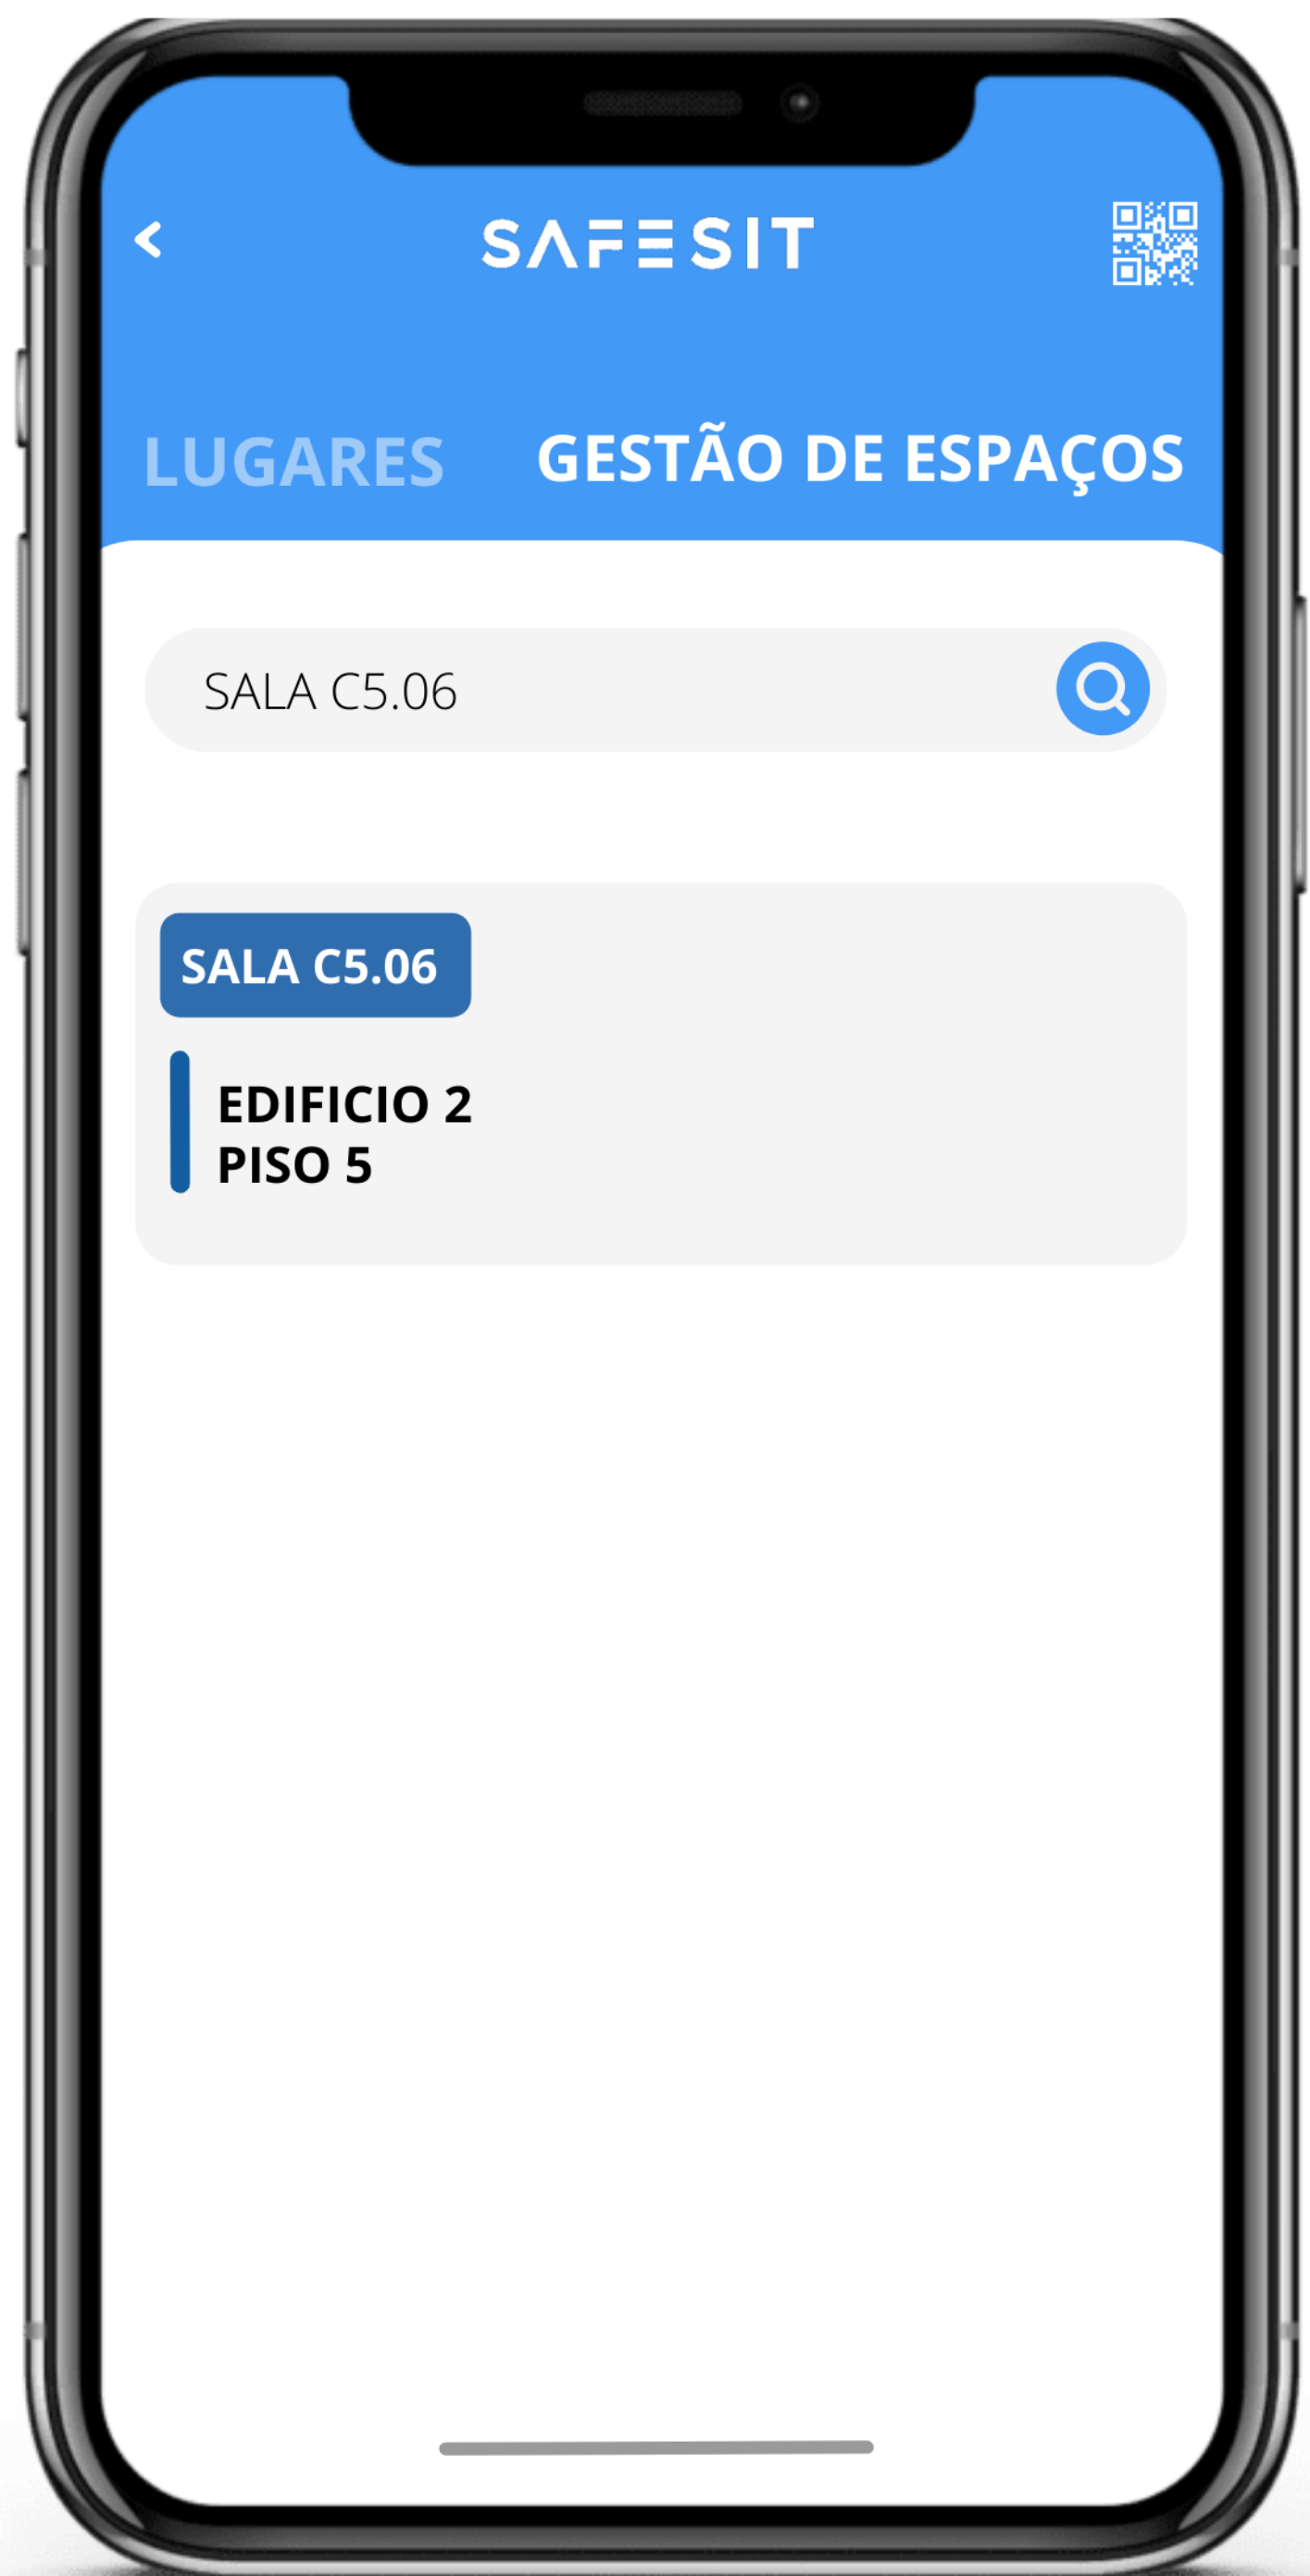 SAFESIT
LUGARES
GESTÃO DE ESPAÇOS
SALA C5.06
SALA C5.06
EDIFICIO 2
PISO 5